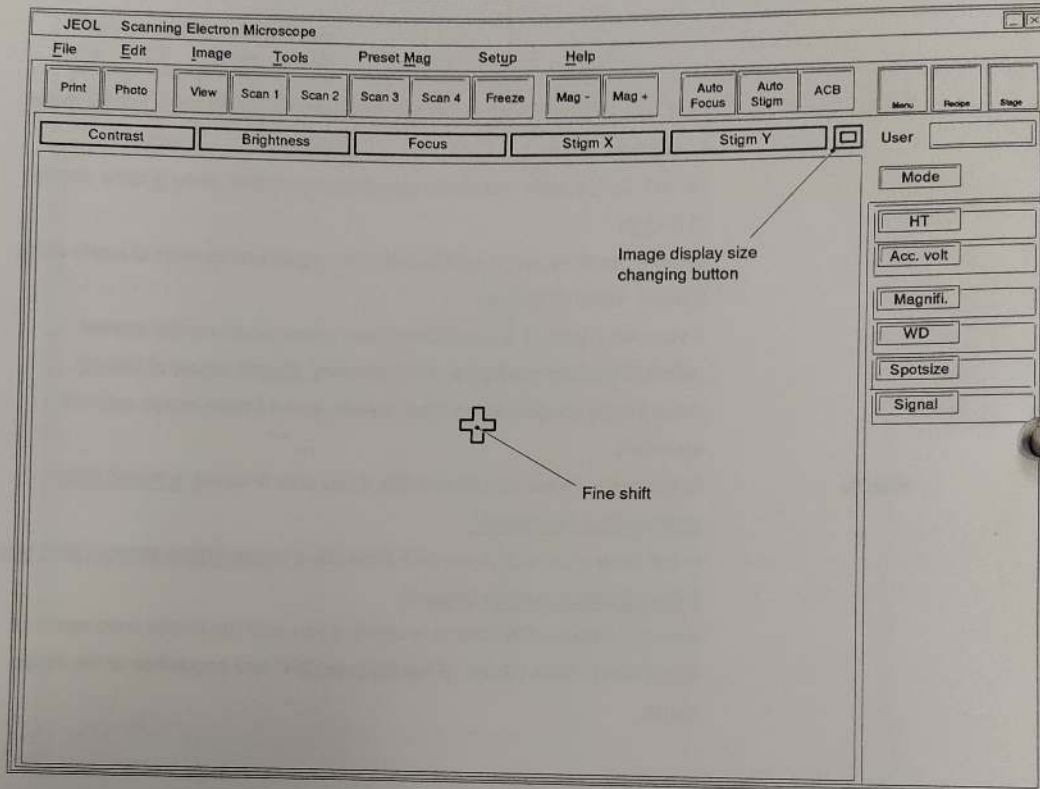 JEOL Scanning Electron Microscope
File Edit Image Tools Preset Mag Setup Help
Print Photo View Scan 1 Scan 2 Scan 3 Scan 4 Freeze Mag - Mag + Auto Focus Auto Stigm ACB Menu Recipe Stage
Contrast Brightness Focus Stigm X Stigm Y User
Mode
HT
Image display size
changing button
Acc. volt
Magnifi.
WD
Spotsize
Signal
Fine shift